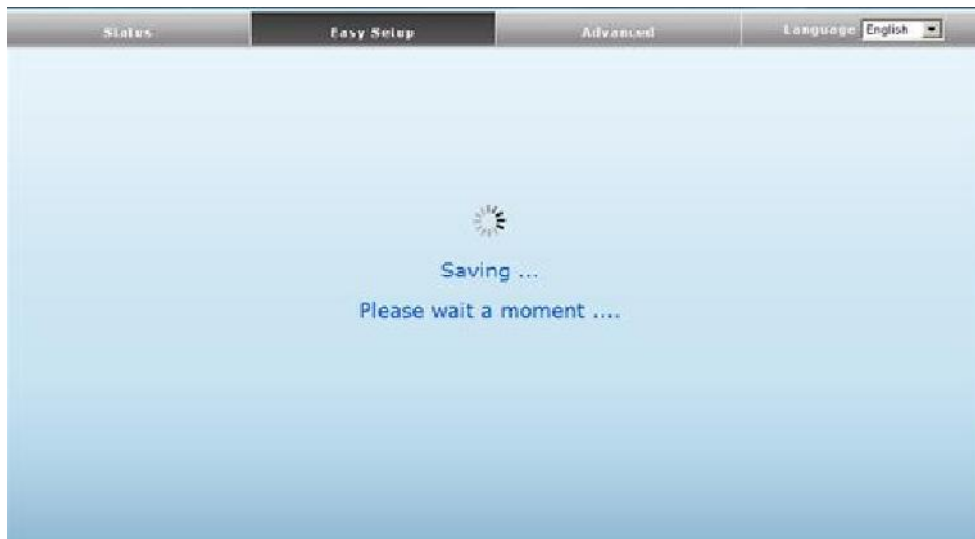 Status Easy Setup Advanced Language English
Saving ...
Please wait a moment ....